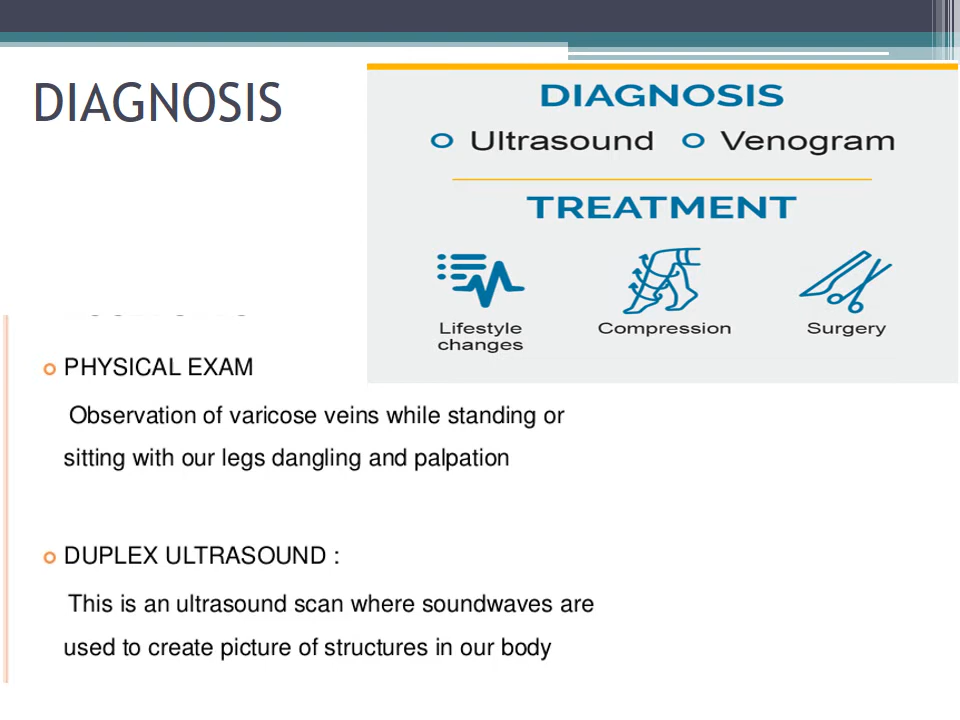 DIAGNOSIS
DIAGNOSIS
Ultrasound Venogram
TREATMENT
Lifestyle changes
Compression
Surgery
PHYSICAL EXAM
Observation of varicose veins while standing or
sitting with our legs dangling and palpation
DUPLEX ULTRASOUND :
This is an ultrasound scan where soundwaves are
used to create picture of structures in our body